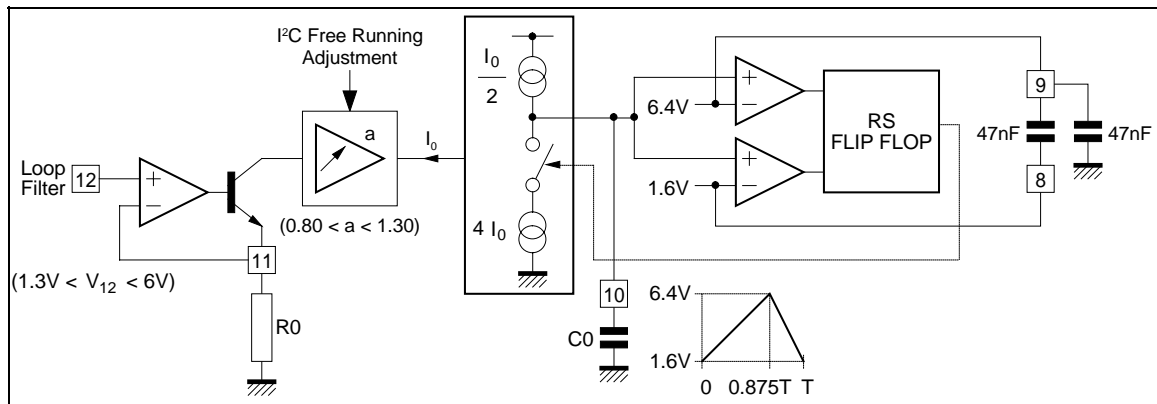 I²C Free Running
Adjustment
I0
2
a
I0
Loop
Filter
12
+
−
(0.80 < a < 1.30)
4 I0
11
(1.3V < V12 < 6V)
R0
6.4V
+
−
1.6V
+
−
RS
FLIP FLOP
9
47nF
47nF
8
10
C0
6.4V
1.6V
0
0.875T
T